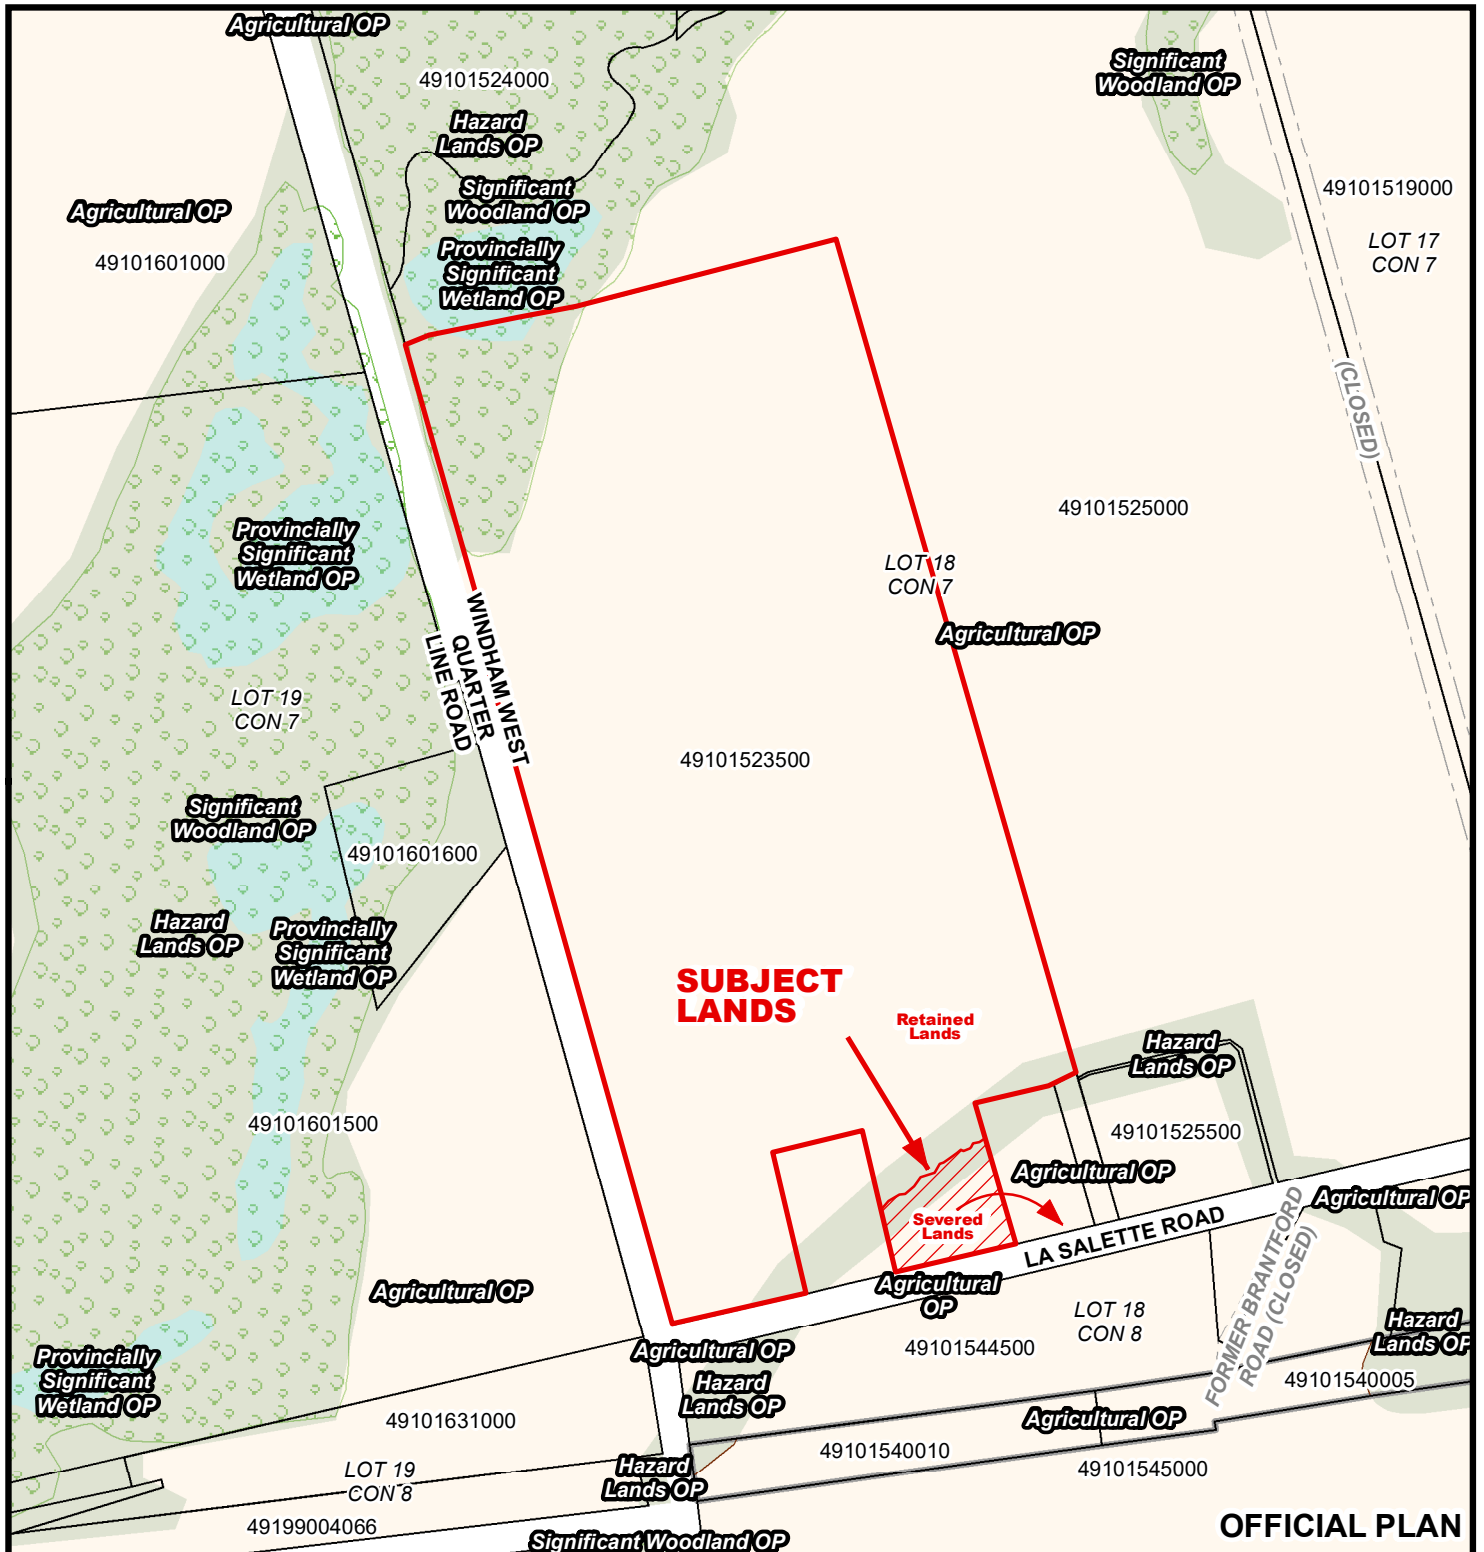 Agricultural OP
49101524000
Hazard
Lands OP
Significant
Woodland OP
Provincially
Significant
Wetland OP
Significant
Woodland OP
49101519000
LOT 17
CON 7
Agricultural OP
49101601000
(CLOSED)
49101525000
LOT 18
CON 7
Agricultural OP
Provincially
Significant
Wetland OP
WINDHAM WEST
QUARTER
LINE ROAD
LOT 19
CON 7
49101523500
Significant
Woodland OP
49101601600
Hazard
Lands OP
Provincially
Significant
Wetland OP
SUBJECT
LANDS
Retained
Lands
Hazard
Lands OP
49101601500
49101525500
Agricultural OP
Severed
Lands
LA SALETTE ROAD
Agricultural OP
FORMER BRANTFORD
ROAD (CLOSED)
Agricultural OP
Agricultural
OP
LOT 18
CON 8
49101544500
Hazard
Lands OP
Provincially
Significant
Wetland OP
Agricultural OP
Hazard
Lands OP
49101540005
49101631000
Agricultural OP
49101540010
49101545000
LOT 19
CON 8
Hazard
Lands OP
49199004066
Significant Woodland OP
OFFICIAL PLAN